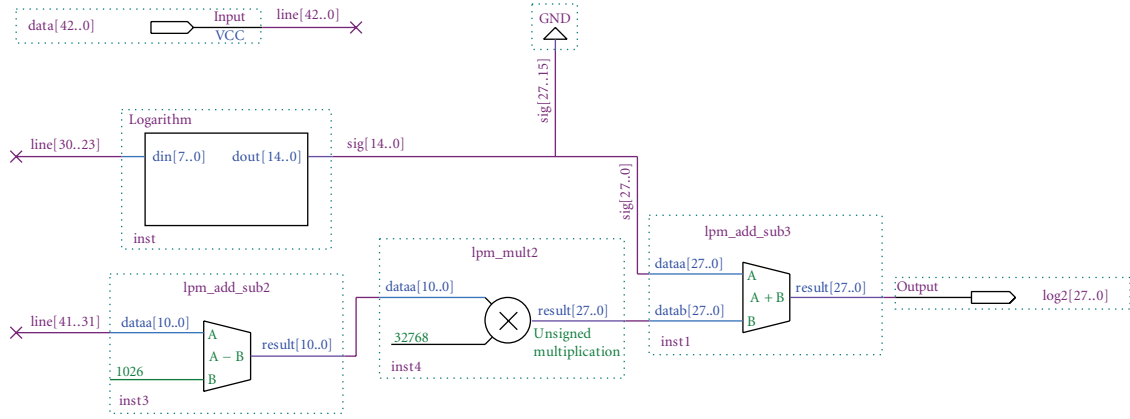 data[42..0]
Input
VCC
line[42..0]
GND
sig[27..15]
Logarithm
line[30..23]
din[7..0]
dout[14..0]
sig[14..0]
inst
sig[27..0]
lpm_add_sub3
dataa[27..0]
A
A + B
B
datab[27..0]
result[27..0]
inst1
Output
log2[27..0]
lpm_mult2
dataa[10..0]
32768
result[27..0]
Unsigned
multiplication
inst4
lpm_add_sub2
line[41..31]
dataa[10..0]
A
A − B
B
result[10..0]
1026
inst3